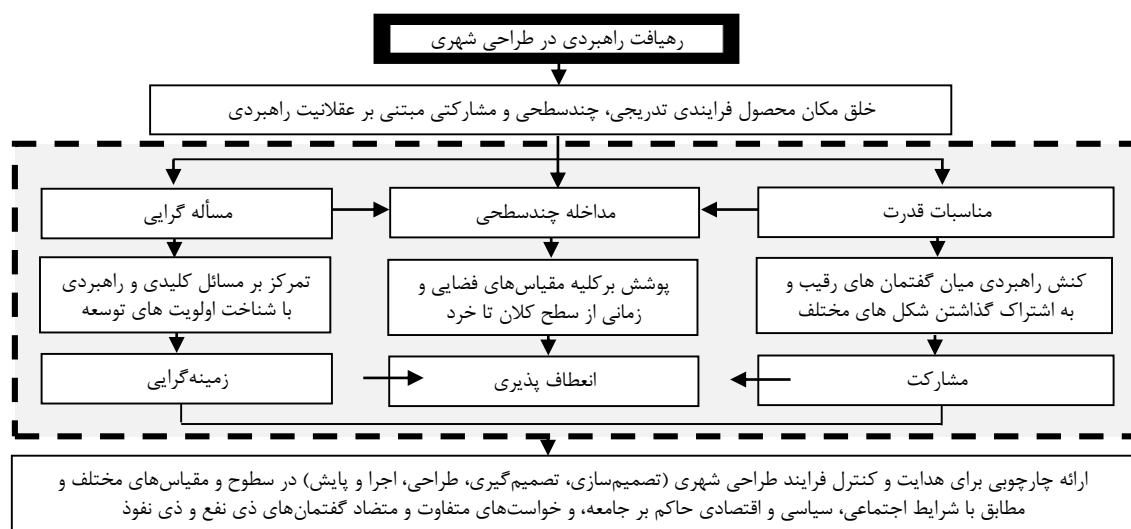 رهیافت راهبردی در طراحی شهری
خلق مکان محصول فرایندی تدریجی، چندسطحی و مشارکتی مبتنی بر عقلانیت راهبردی
مناسبات قدرت
مداخله چندسطحی
مسأله گرایی
کنش راهبردی میان گفتمان های رقیب و
به اشتراک گذاشتن شکل های مختلف
پوشش برکلیه مقیاس‌های فضایی و
زمانی از سطح کلان تا خرد
تمرکز بر مسائل کلیدی و راهبردی
با شناخت اولویت های توسعه
مشارکت
انعطاف پذیری
زمینه‌گرایی
ارائه چارچوبی برای هدایت و کنترل فرایند طراحی شهری (تصمیم‌سازی، تصمیم‌گیری، طراحی، اجرا و پایش) در سطوح و مقیاس‌های مختلف و
مطابق با شرایط اجتماعی، سیاسی و اقتصادی حاکم بر جامعه، و خواست‌های متفاوت و متضاد گفتمان‌های ذی نفع و ذی نفوذ